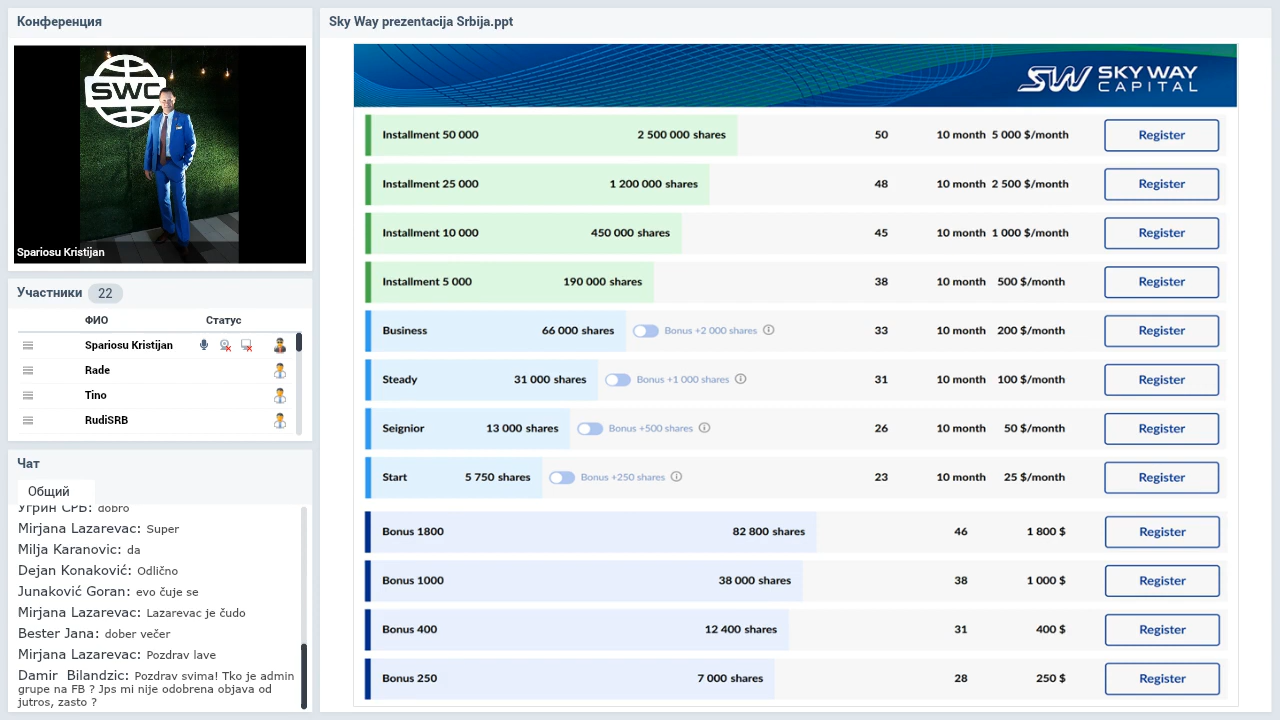 Конференция
SWC
Spariosu Kristijan
Участники 22
ФИО Статус
Spariosu Kristijan
Rade
Tino
RudiSRB
Чат
Общий
Угрин СРБ: dobro
Mirjana Lazarevac: Super
Milja Karanovic: da
Dejan Konaković: Odlično
Junaković Goran: evo čuje se
Mirjana Lazarevac: Lazarevac je čudo
Bester Jana: dober večer
Mirjana Lazarevac: Pozdrav lave
Damir Bilandzic: Pozdrav svima! Tko je admin
grupe na FB ? Jps mi nije odobrena objava od
jutros, zasto ?
Sky Way prezentacija Srbija.ppt
SW SKY WAY
CAPITAL
Installment 50 000 2 500 000 shares 50 10 month 5 000 $/month Register
Installment 25 000 1 200 000 shares 48 10 month 2 500 $/month Register
Installment 10 000 450 000 shares 45 10 month 1 000 $/month Register
Installment 5 000 190 000 shares 38 10 month 500 $/month Register
Business 66 000 shares Bonus +2 000 shares 33 10 month 200 $/month Register
Steady 31 000 shares Bonus +1 000 shares 31 10 month 100 $/month Register
Seignior 13 000 shares Bonus +500 shares 26 10 month 50 $/month Register
Start 5 750 shares Bonus +250 shares 23 10 month 25 $/month Register
Bonus 1800 82 800 shares 46 1 800 $ Register
Bonus 1000 38 000 shares 38 1 000 $ Register
Bonus 400 12 400 shares 31 400 $ Register
Bonus 250 7 000 shares 28 250 $ Register